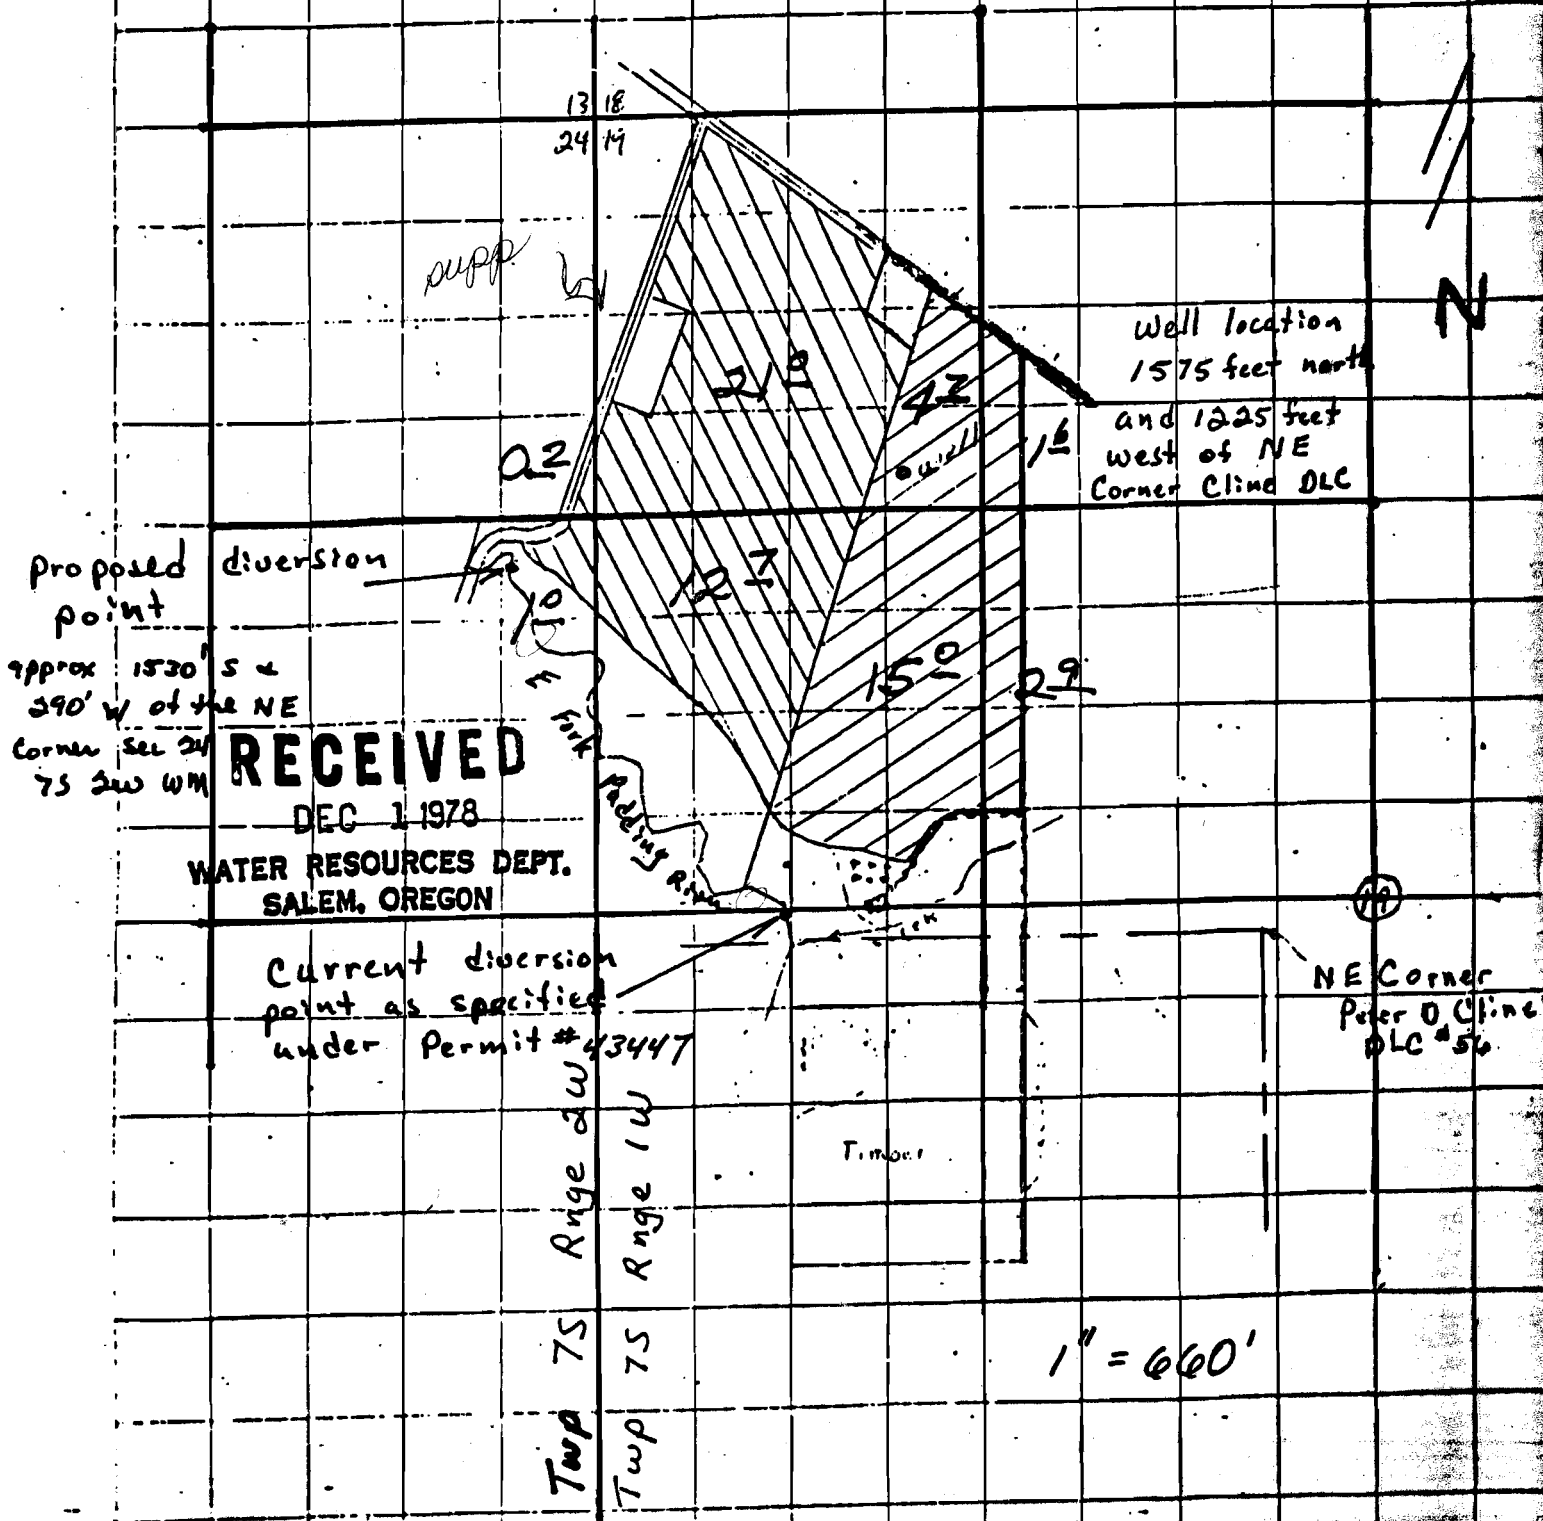 13 18
24 19
supp
N
Well location
1575 feet north
and 1225 feet
west of NE
Corner Cline DLC
21.0
4.2
1.6
well
0.2
Proposed diversion
point
approx 1530' S &
290' W of the NE
Corner Sec 24
7S 2W WM
12.7
1.0
15.0
2.9
RECEIVED
DEC 1 1978
WATER RESOURCES DEPT.
SALEM, OREGON
Fork
Pudding River
Current diversion
point as specified
under Permit # 43447
NE Corner
Peter D Cline
DLC #56
Timber
Twp 7S Rnge 2W
Twp 7S Rnge 1W
1" = 660'